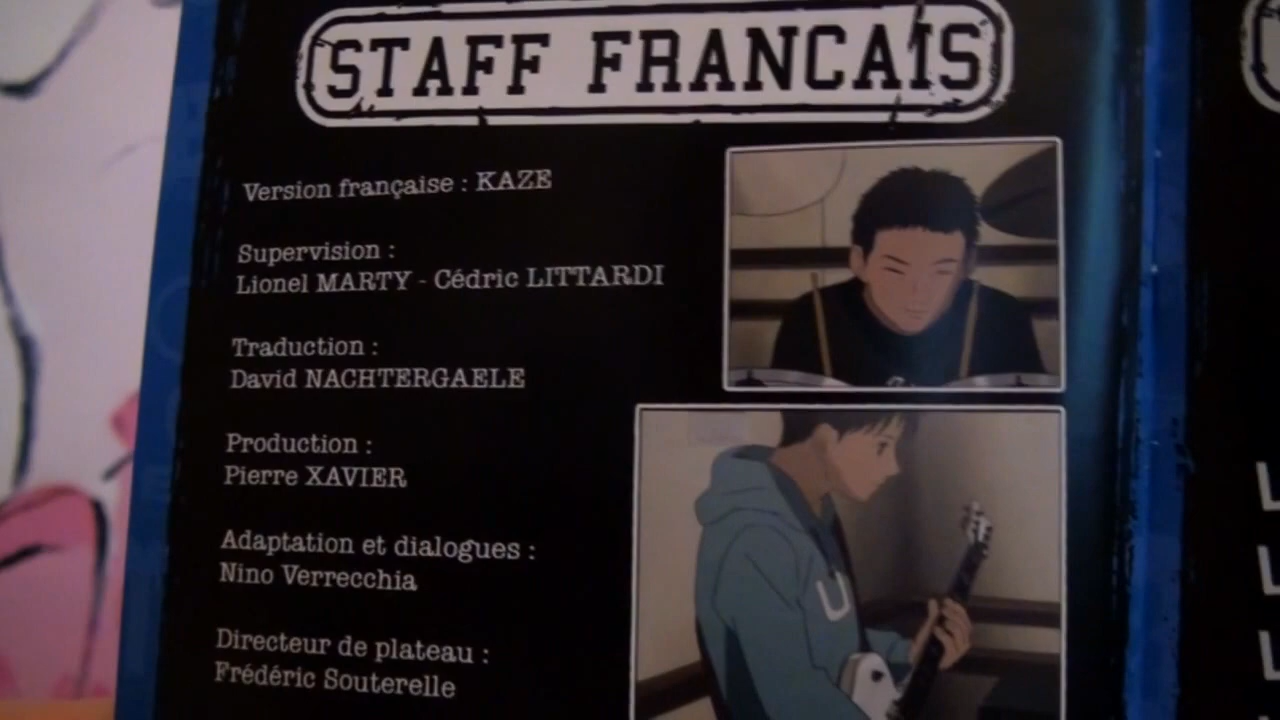 STAFF FRANCAIS
Version française : KAZE
Supervision :
Lionel MARTY - Cédric LITTARDI
Traduction :
David NACHTERGAELE
Production :
Pierre XAVIER
Adaptation et dialogues :
Nino Verrecchia
Directeur de plateau :
Frédéric Souterelle
U